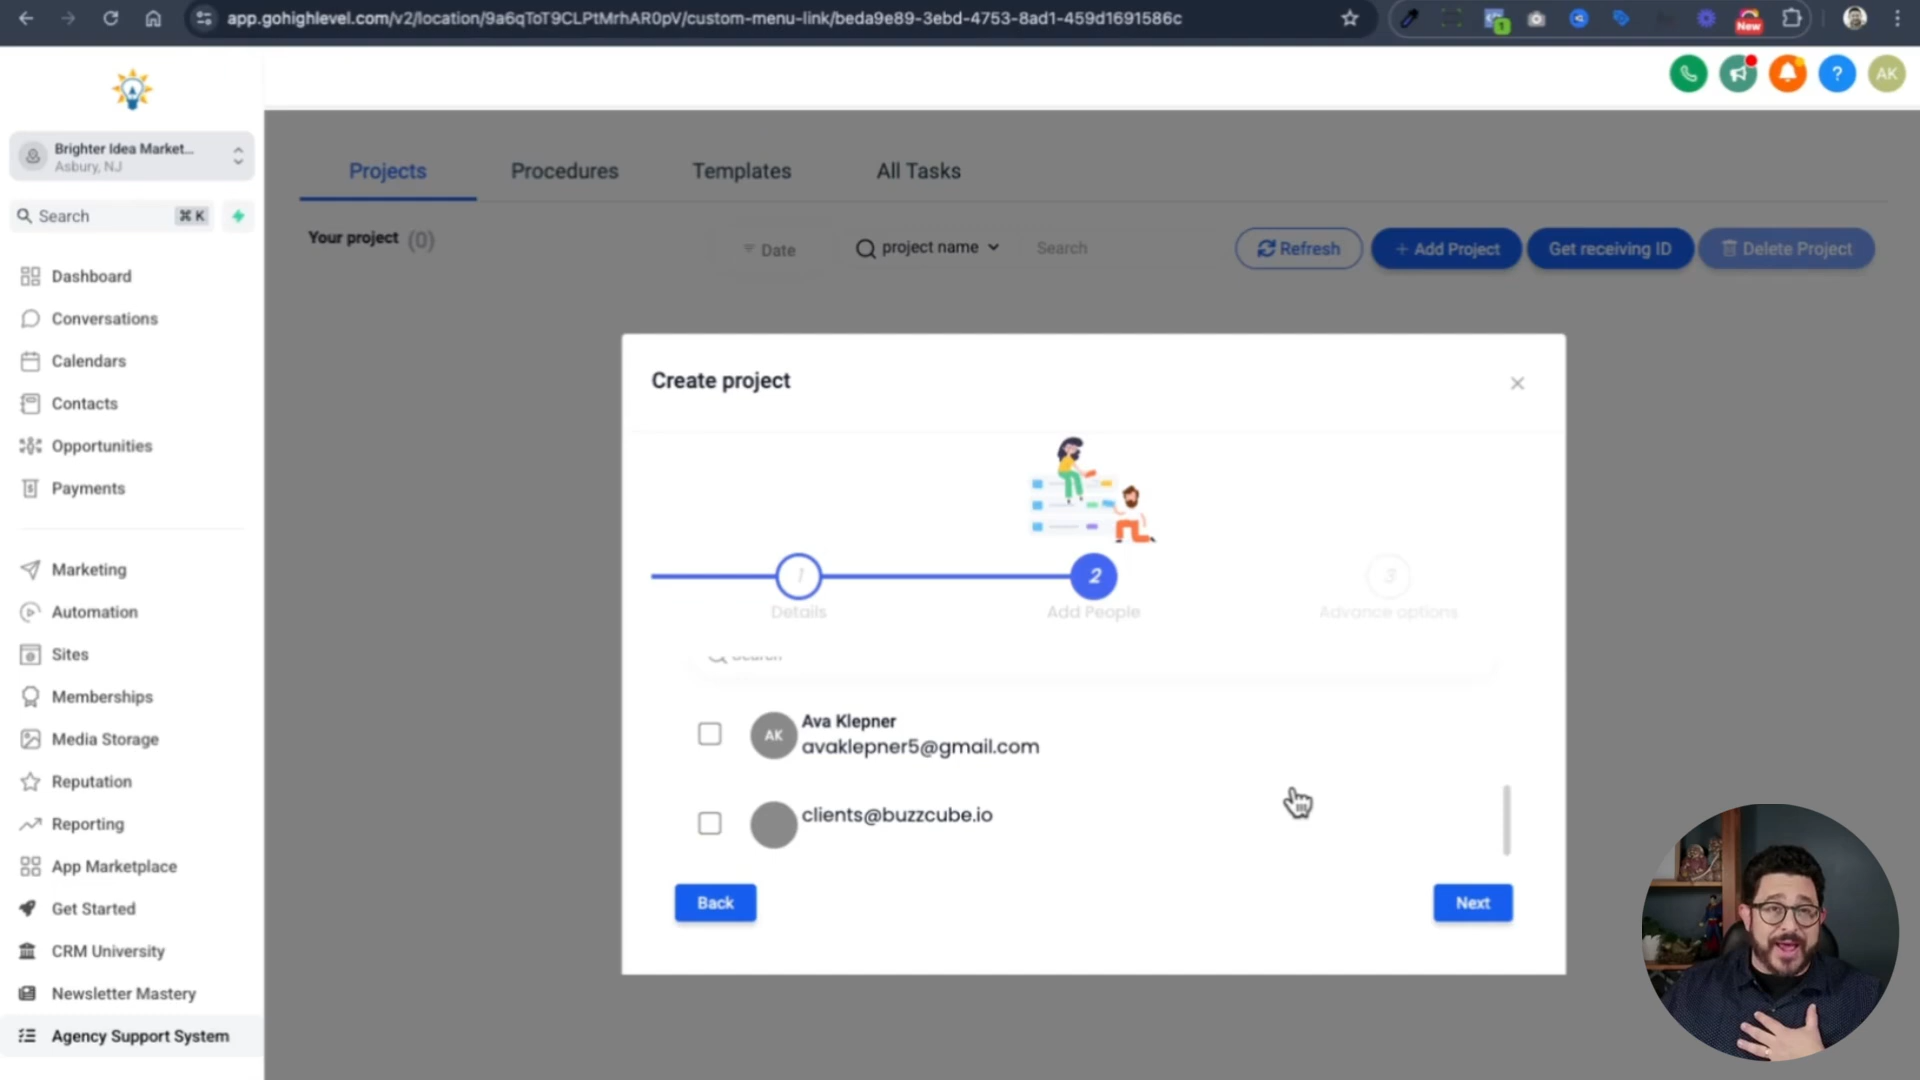 app.gohighlevel.com/v2/location/9a6qToT9CLPtMrhAR0pV/custom-menu-link/beda9e89-3ebd-4753-8ad1-459d1691586c
1
New
AK
Brighter Idea Market...
Asbury, NJ
Search ⌘ K
Dashboard
Conversations
Calendars
Contacts
Opportunities
Payments
Marketing
Automation
Sites
Memberships
Media Storage
Reputation
Reporting
App Marketplace
Get Started
CRM University
Newsletter Mastery
Agency Support System
Projects Procedures Templates All Tasks
Your project (0)
Date
project name
Search
Refresh
+ Add Project
Get receiving ID
Delete Project
Create project
1 2 3
Details Add People Advance options
Search
AK
Ava Klepner
avaklepner5@gmail.com
clients@buzzcube.io
Back
Next